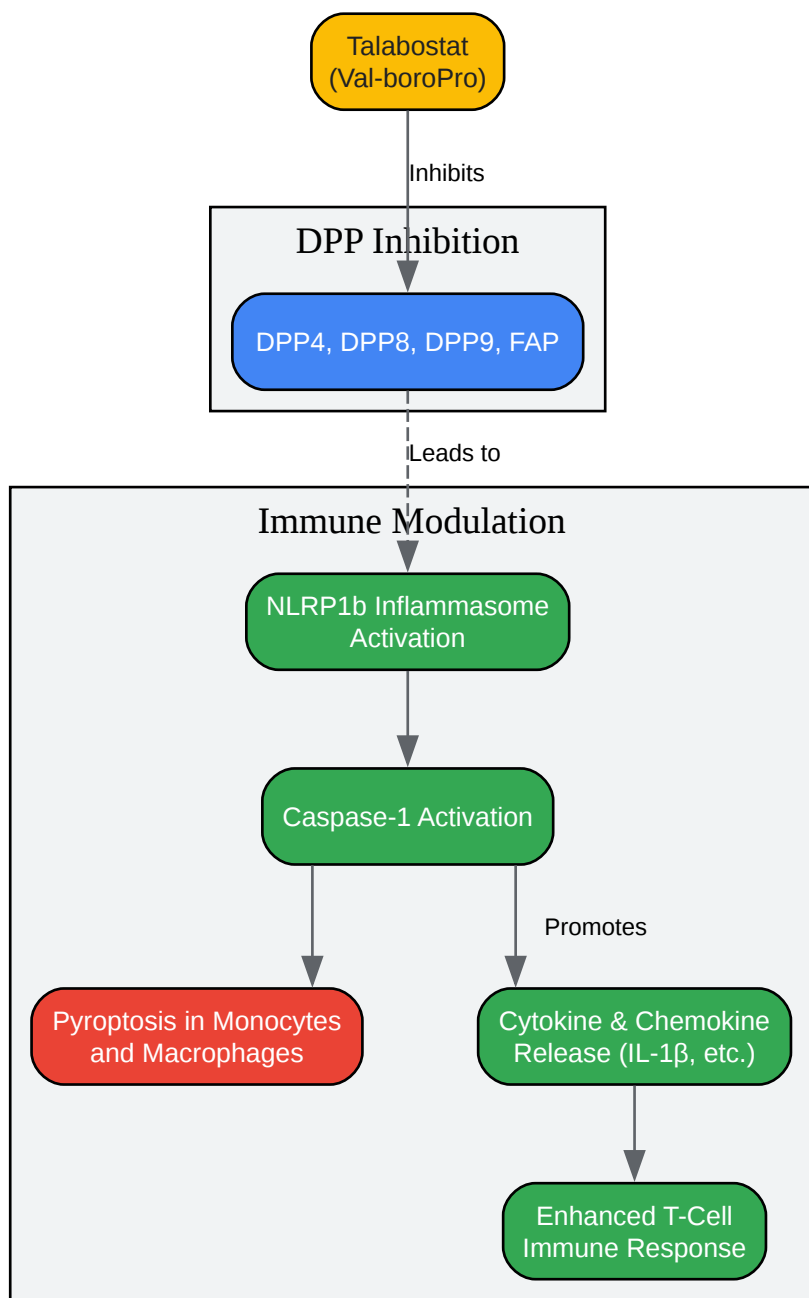 Talabostat
(Val-boroPro)
Inhibits
DPP Inhibition
DPP4, DPP8, DPP9, FAP
Leads to
Immune Modulation
NLRP1b Inflammasome
Activation
Caspase-1 Activation
Promotes
Pyroptosis in Monocytes
and Macrophages
Cytokine & Chemokine
Release (IL-1β, etc.)
Enhanced T-Cell
Immune Response